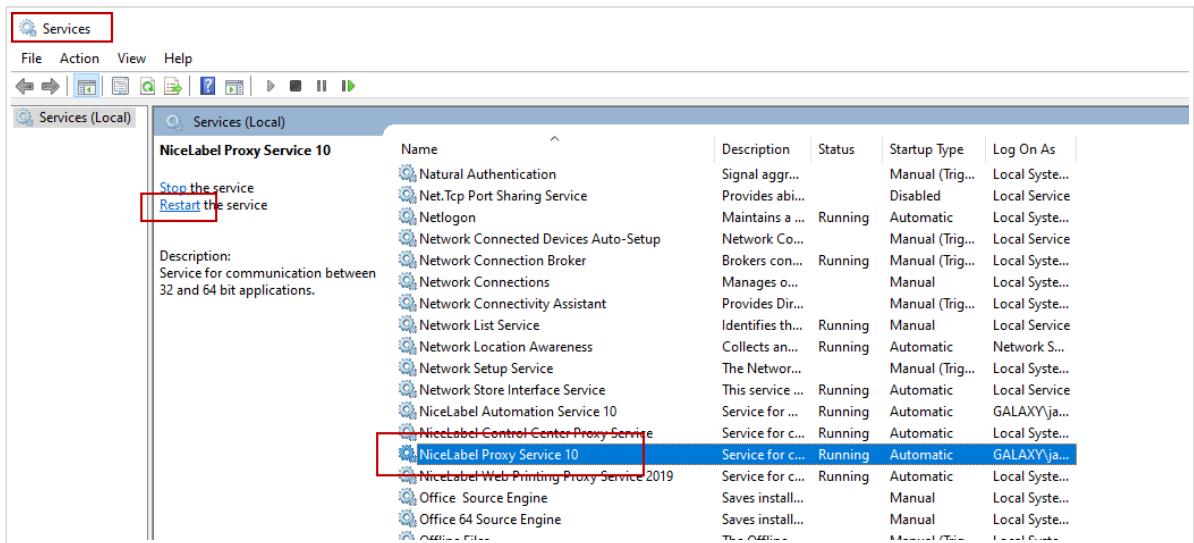 Services
File Action View Help
Services (Local)
Services (Local)
NiceLabel Proxy Service 10
Stop the service
Restart the service
Description:
Service for communication between
32 and 64 bit applications.
Name Description Status Startup Type Log On As
Natural Authentication Signal aggr... Manual (Trig... Local Syste...
Net.Tcp Port Sharing Service Provides abi... Disabled Local Service
Netlogon Maintains a ... Running Automatic Local Syste...
Network Connected Devices Auto-Setup Network Co... Manual (Trig... Local Service
Network Connection Broker Brokers con... Running Manual (Trig... Local Syste...
Network Connections Manages o... Manual Local Syste...
Network Connectivity Assistant Provides Dir... Manual (Trig... Local Syste...
Network List Service Identifies th... Running Manual Local Service
Network Location Awareness Collects an... Running Automatic Network S...
Network Setup Service The Networ... Manual (Trig... Local Syste...
Network Store Interface Service This service ... Running Automatic Local Service
NiceLabel Automation Service 10 Service for ... Running Automatic GALAXY\ja...
NiceLabel Control Center Proxy Service Service for c... Running Automatic Local Syste...
NiceLabel Proxy Service 10 Service for c... Running Automatic GALAXY\ja...
NiceLabel Web Printing Proxy Service 2019 Service for c... Running Automatic Local Syste...
Office Source Engine Saves install... Manual Local Syste...
Office 64 Source Engine Saves install... Manual Local Syste...
Offline Files The Offline... Manual (Trig... Local Syste...